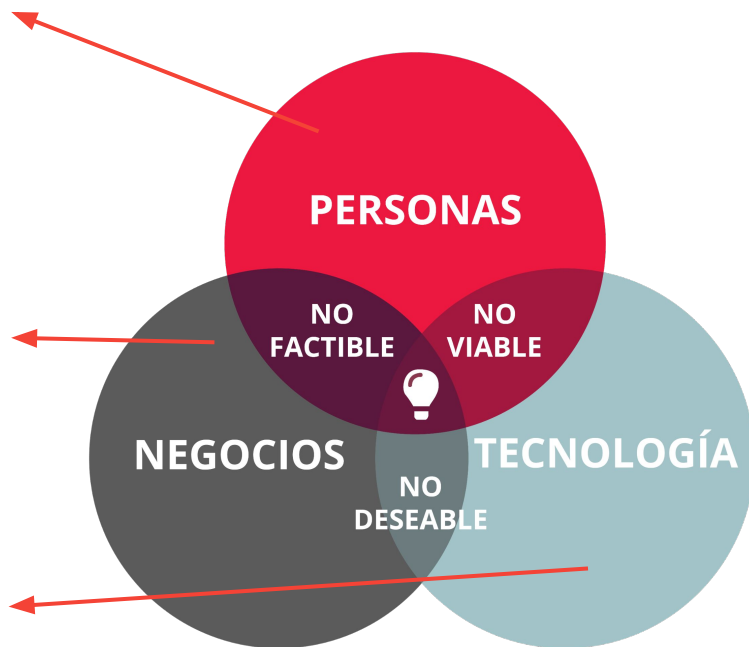 PERSONAS
NO
FACTIBLE
NO
VIABLE
NEGOCIOS
TECNOLOGÍA
NO
DESEABLE